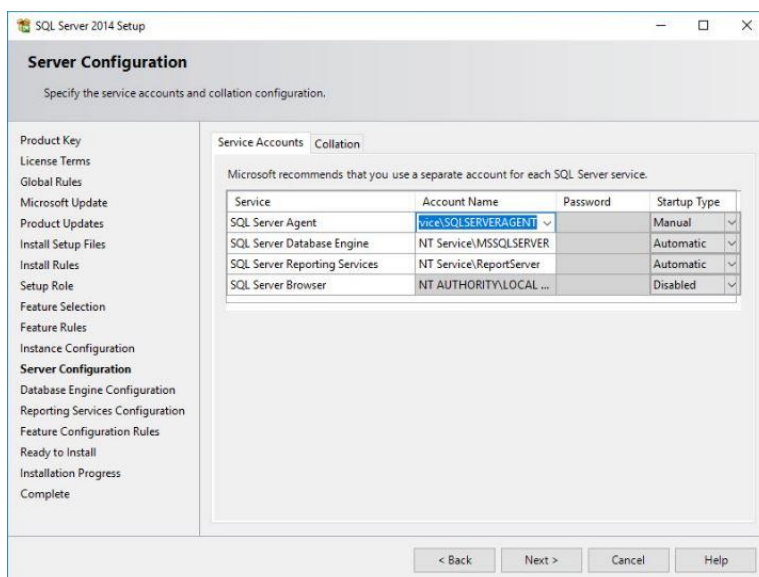 SQL Server 2014 Setup
Server Configuration
Specify the service accounts and collation configuration.
Product Key
License Terms
Global Rules
Microsoft Update
Product Updates
Install Setup Files
Install Rules
Setup Role
Feature Selection
Feature Rules
Instance Configuration
Server Configuration
Database Engine Configuration
Reporting Services Configuration
Feature Configuration Rules
Ready to Install
Installation Progress
Complete
Service Accounts Collation
Microsoft recommends that you use a separate account for each SQL Server service.
Service Account Name Password Startup Type
SQL Server Agent vice\SQLSERVERAGENT Manual
SQL Server Database Engine NT Service\MSSQLSERVER Automatic
SQL Server Reporting Services NT Service\ReportServer Automatic
SQL Server Browser NT AUTHORITY\LOCAL ... Disabled
< Back Next > Cancel Help